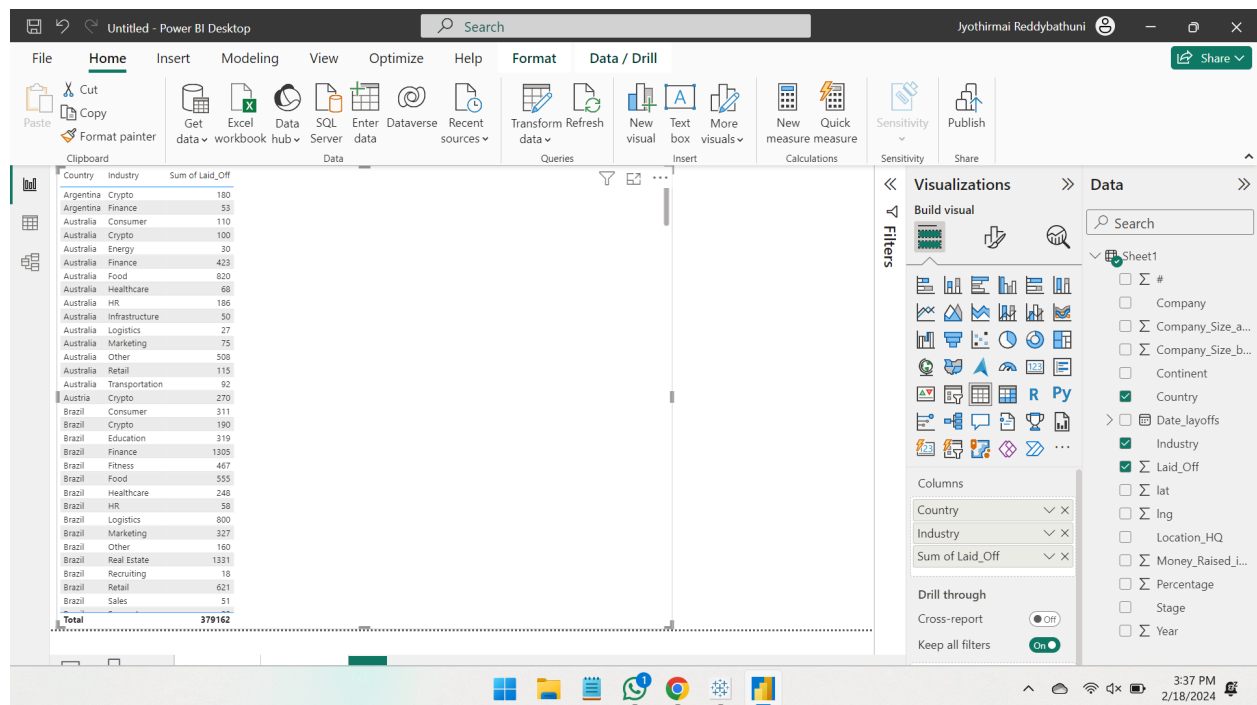 Untitled - Power BI Desktop
Search
Jyothirmai Reddybathuni
File Home Insert Modeling View Optimize Help Format Data / Drill
Share
Paste
Cut
Copy
Format painter
Clipboard
Get data
Excel workbook
Data hub
SQL Server
Enter data
Dataverse
Recent sources
Data
Transform data
Refresh
Queries
New visual
Text box
More visuals
Insert
New measure
Quick measure
Calculations
Sensitivity
Sensitivity
Publish
Share
Country Industry Sum of Laid_Off
Argentina Crypto 180
Argentina Finance 53
Australia Consumer 110
Australia Crypto 100
Australia Energy 30
Australia Finance 423
Australia Food 820
Australia Healthcare 68
Australia HR 186
Australia Infrastructure 50
Australia Logistics 27
Australia Marketing 75
Australia Other 508
Australia Retail 115
Australia Transportation 92
Austria Crypto 270
Brazil Consumer 311
Brazil Crypto 190
Brazil Education 319
Brazil Finance 1305
Brazil Fitness 467
Brazil Food 555
Brazil Healthcare 248
Brazil HR 58
Brazil Logistics 800
Brazil Marketing 327
Brazil Other 160
Brazil Real Estate 1331
Brazil Recruiting 18
Brazil Retail 621
Brazil Sales 51
Total 379162
Filters
Visualizations
Build visual
123
R Py
123
Columns
Country
Industry
Sum of Laid_Off
Drill through
Cross-report Off
Keep all filters On
Data
Search
Sheet1
Σ #
Company
Σ Company_Size_a...
Σ Company_Size_b...
Continent
Country
Date_layoffs
Industry
Σ Laid_Off
Σ lat
Σ lng
Location_HQ
Σ Money_Raised_i...
Σ Percentage
Stage
Σ Year
1
3:37 PM
2/18/2024